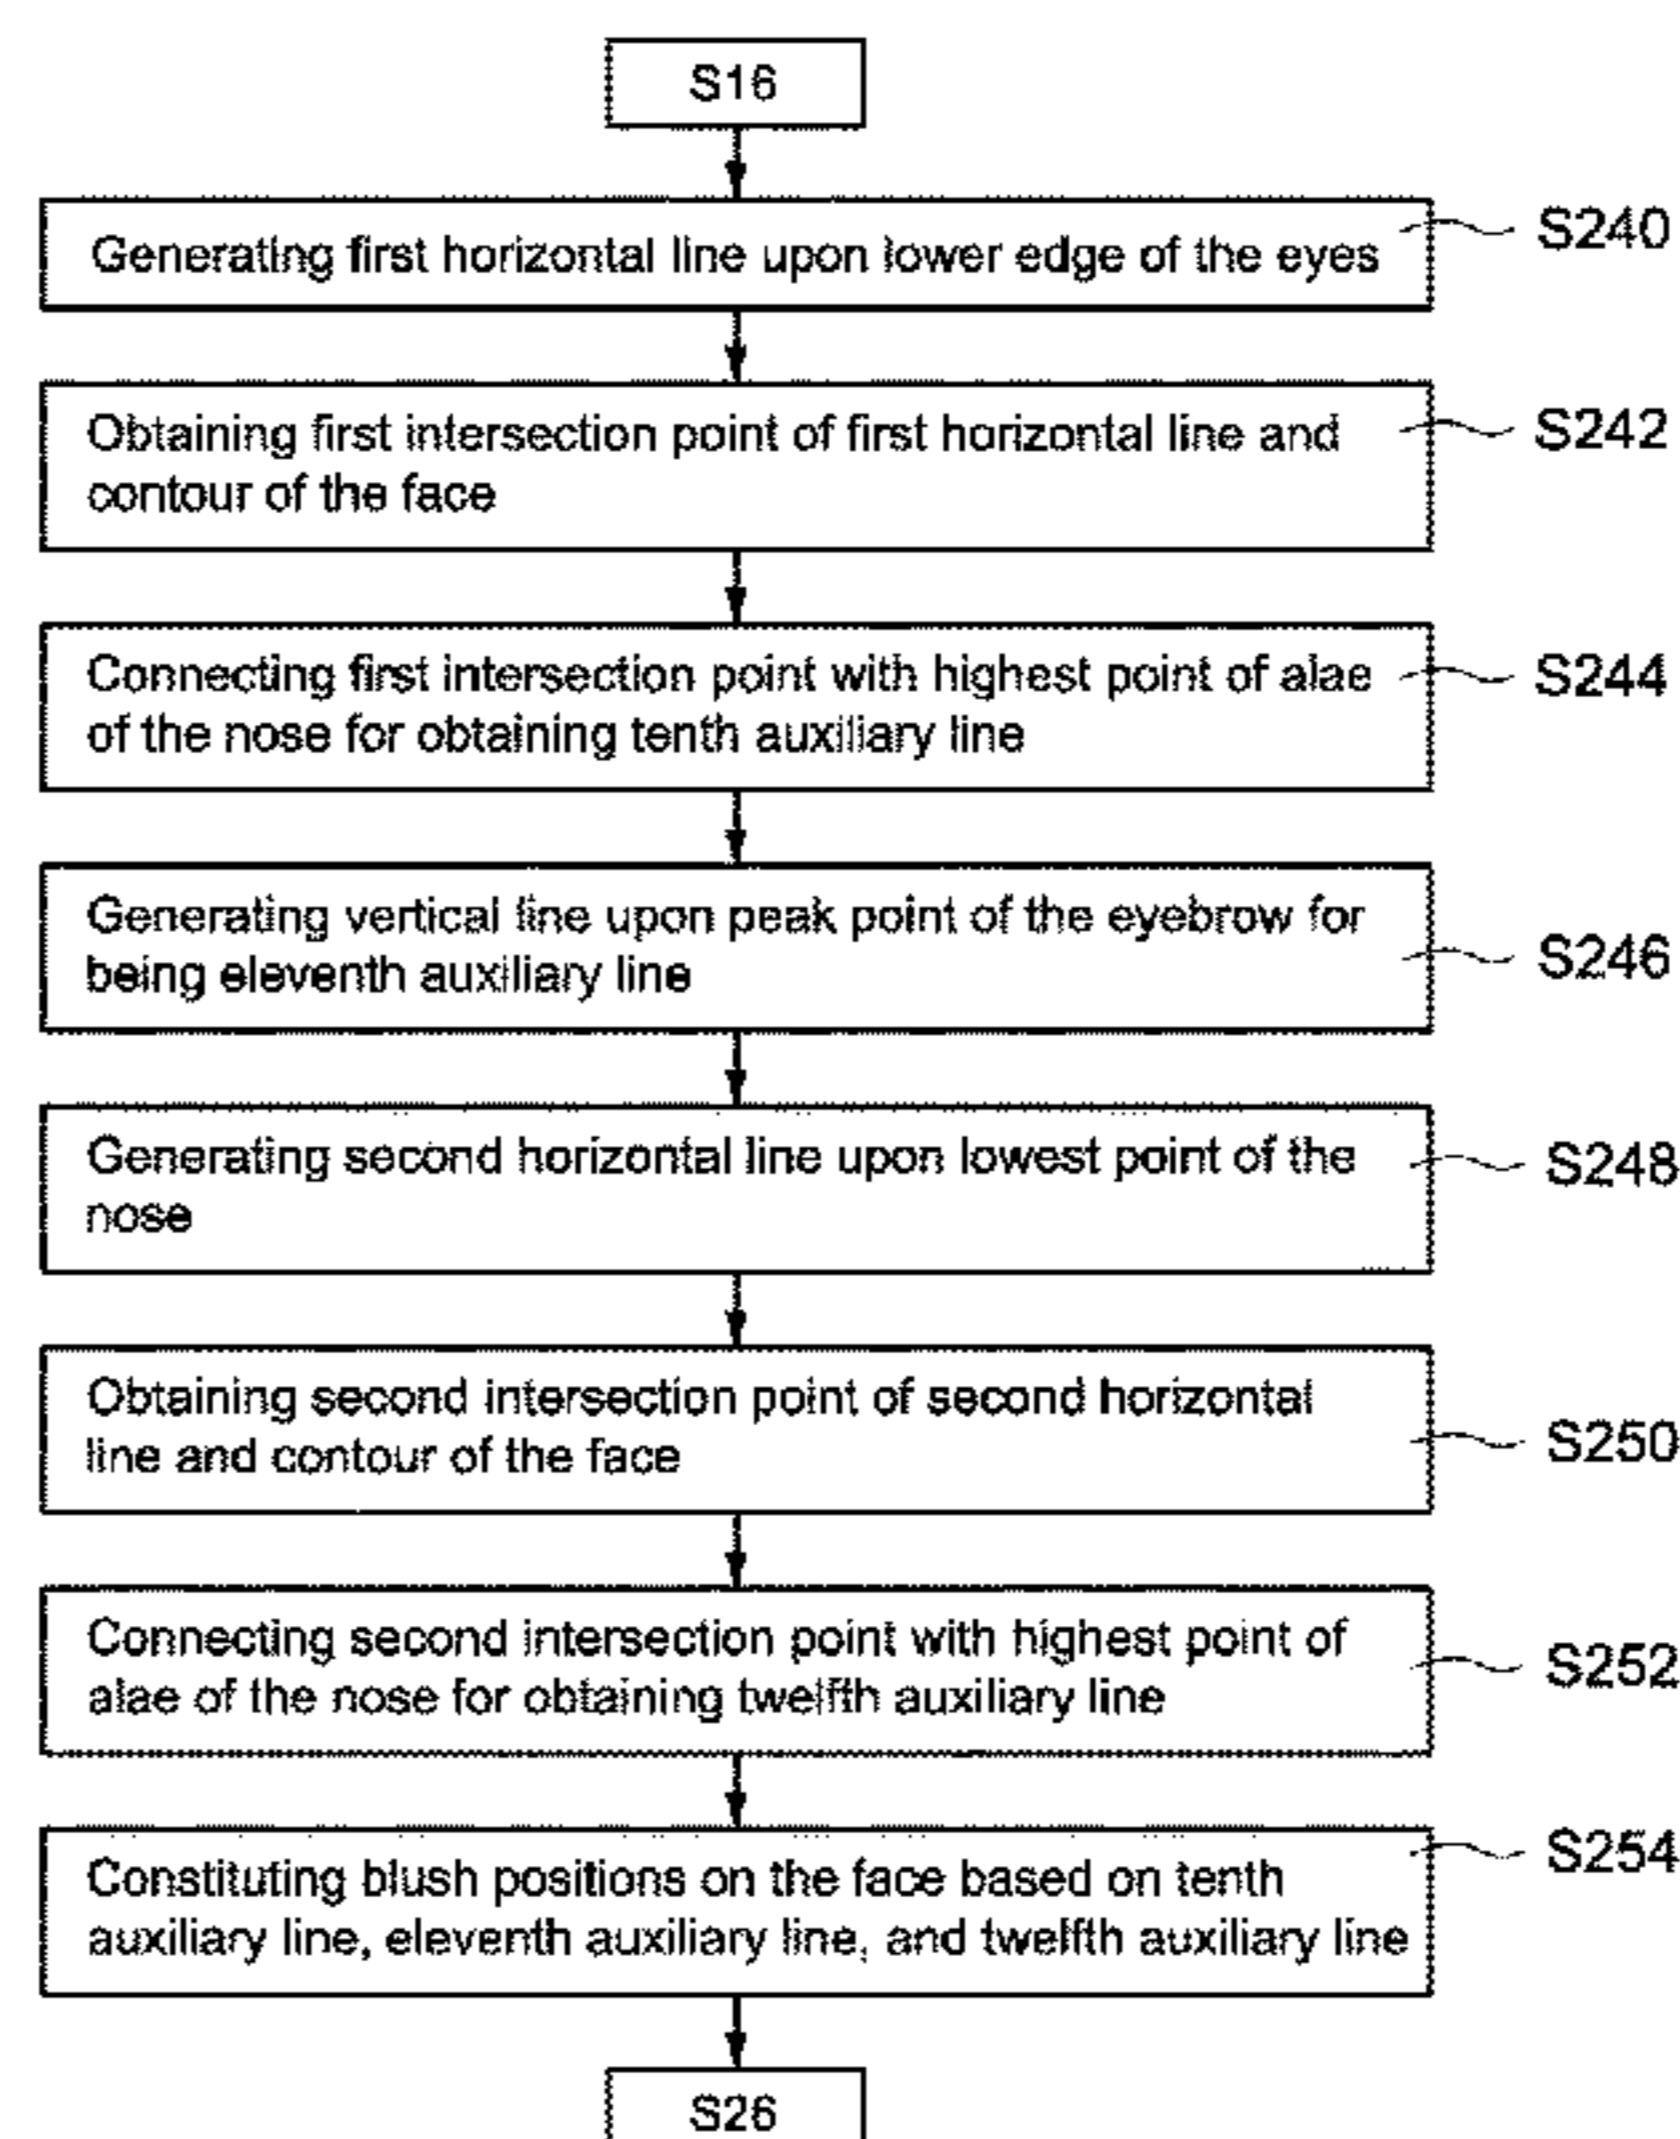 S16
Generating first horizontal line upon lower edge of the eyes
S240
Obtaining first intersection point of first horizontal line and
contour of the face
S242
Connecting first intersection point with highest point of alae
of the nose for obtaining tenth auxiliary line
S244
Generating vertical line upon peak point of the eyebrow for
being eleventh auxiliary line
S246
Generating second horizontal line upon lowest point of the
nose
S248
Obtaining second intersection point of second horizontal
line and contour of the face
S250
Connecting second intersection point with highest point of
alae of the nose for obtaining twelfth auxiliary line
S252
Constituting blush positions on the face based on tenth
auxiliary line, eleventh auxiliary line, and twelfth auxiliary line
S254
S26